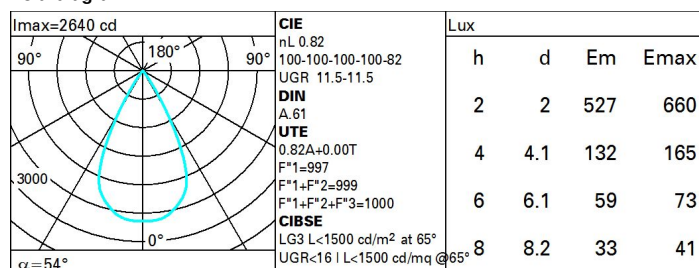 Imax=2640 cd
90° 180° 90°
3000
0°
α=54°
CIE
nL 0.82
100-100-100-100-82
UGR 11.5-11.5
DIN
A.61
UTE
0.82A+0.00T
F"1=997
F"1+F"2=999
F"1+F"2+F"3=1000
CIBSE
LG3 L<1500 cd/m² at 65°
UGR<16 | L<1500 cd/mq @65°
Lux
h d Em Emax
2 2 527 660
4 4.1 132 165
6 6.1 59 73
8 8.2 33 41